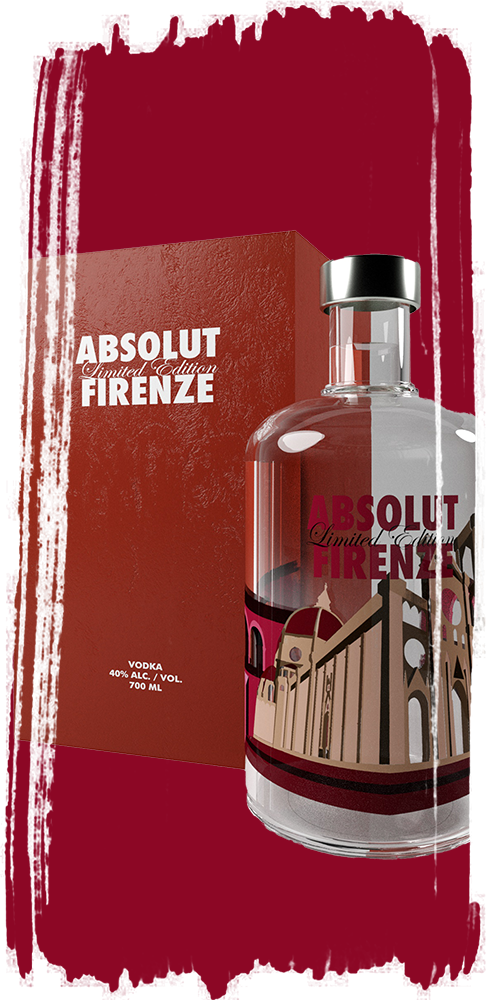 ABSOLUT
Limited Edition
FIRENZE
VODKA
40% ALC. / VOL.
700 ML
ABSOLUT
Limited Edition
FIRENZE